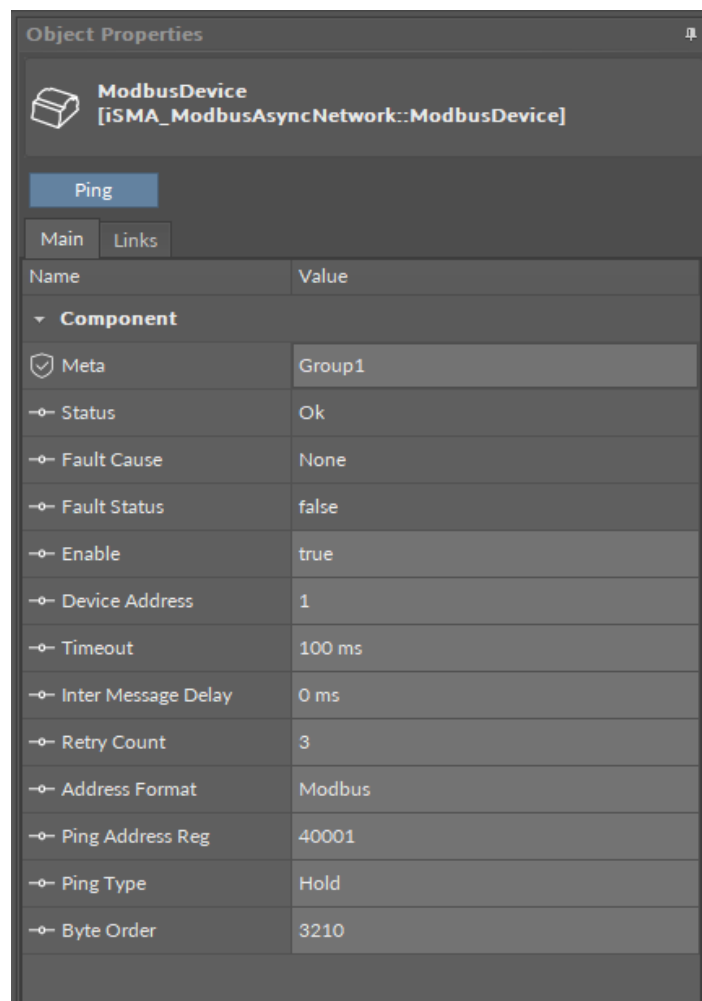 Object Properties
ModbusDevice
[iSMA_ModbusAsyncNetwork::ModbusDevice]
Ping
Main Links
Name Value
Component
Meta Group1
Status Ok
Fault Cause None
Fault Status false
Enable true
Device Address 1
Timeout 100 ms
Inter Message Delay 0 ms
Retry Count 3
Address Format Modbus
Ping Address Reg 40001
Ping Type Hold
Byte Order 3210